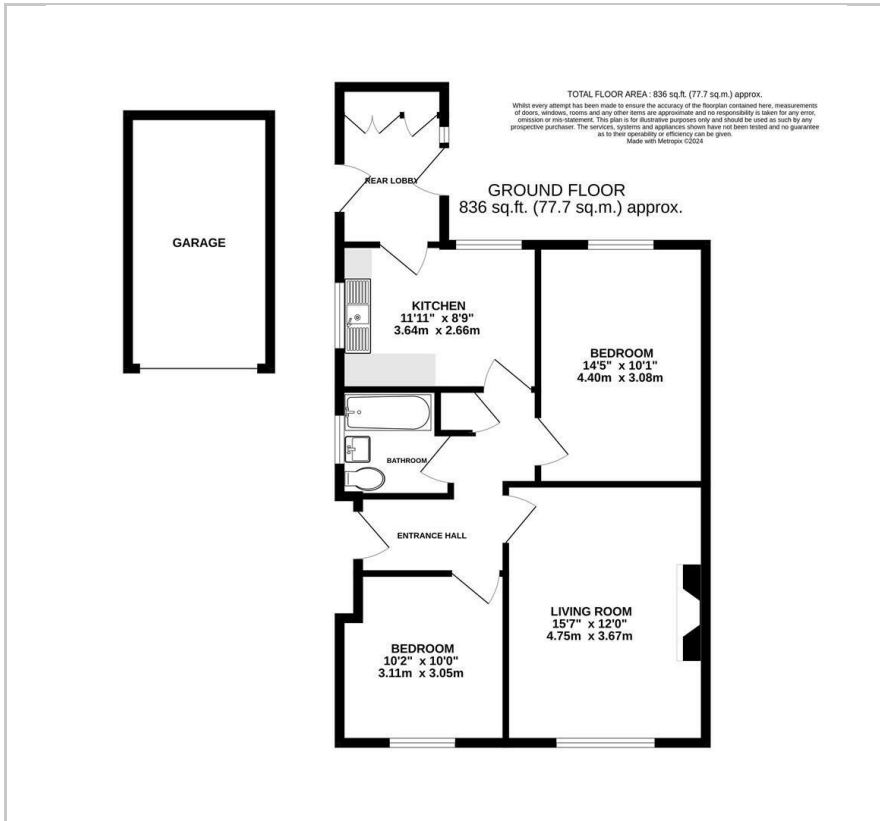 TOTAL FLOOR AREA : 836 sq.ft. (77.7 sq.m.) approx.
Whilst every attempt has been made to ensure the accuracy of the floorplan contained here, measurements
of doors, windows, rooms and any other items are approximate and no responsibility is taken for any error,
omission or mis-statement. This plan is for illustrative purposes only and should be used as such by any
prospective purchaser. The services, systems and appliances shown have not been tested and no guarantee
as to their operability or efficiency can be given.
Made with Metropix ©2024
GROUND FLOOR
836 sq.ft. (77.7 sq.m.) approx.
REAR LOBBY
GARAGE
KITCHEN
11'11" x 8'9"
3.64m x 2.66m
BEDROOM
14'5" x 10'1"
4.40m x 3.08m
BATHROOM
ENTRANCE HALL
LIVING ROOM
15'7" x 12'0"
4.75m x 3.67m
BEDROOM
10'2" x 10'0"
3.11m x 3.05m